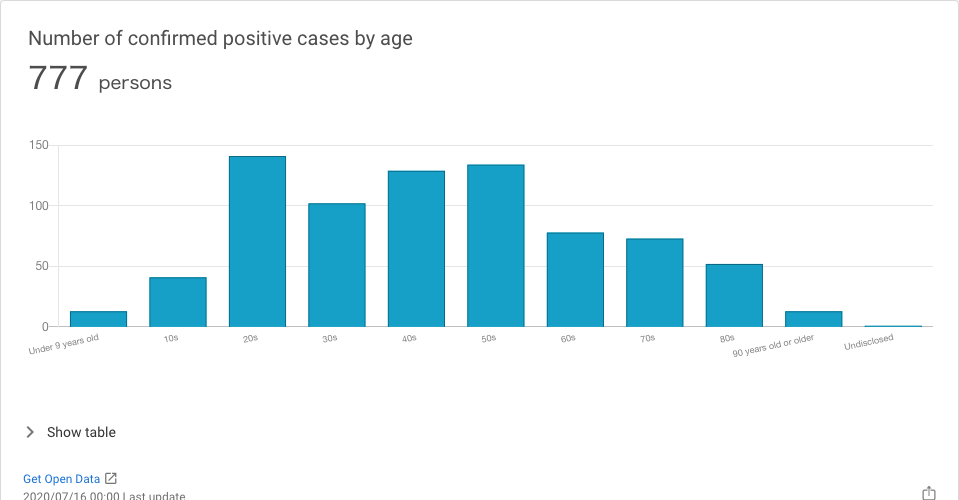 Number of confirmed positive cases by age
777 persons
150
100
50
0
Under 9 years old 10s 20s 30s 40s 50s 60s 70s 80s 90 years old or older Undisclosed
Show table
Get Open Data
2020/07/16 00:00 Last update